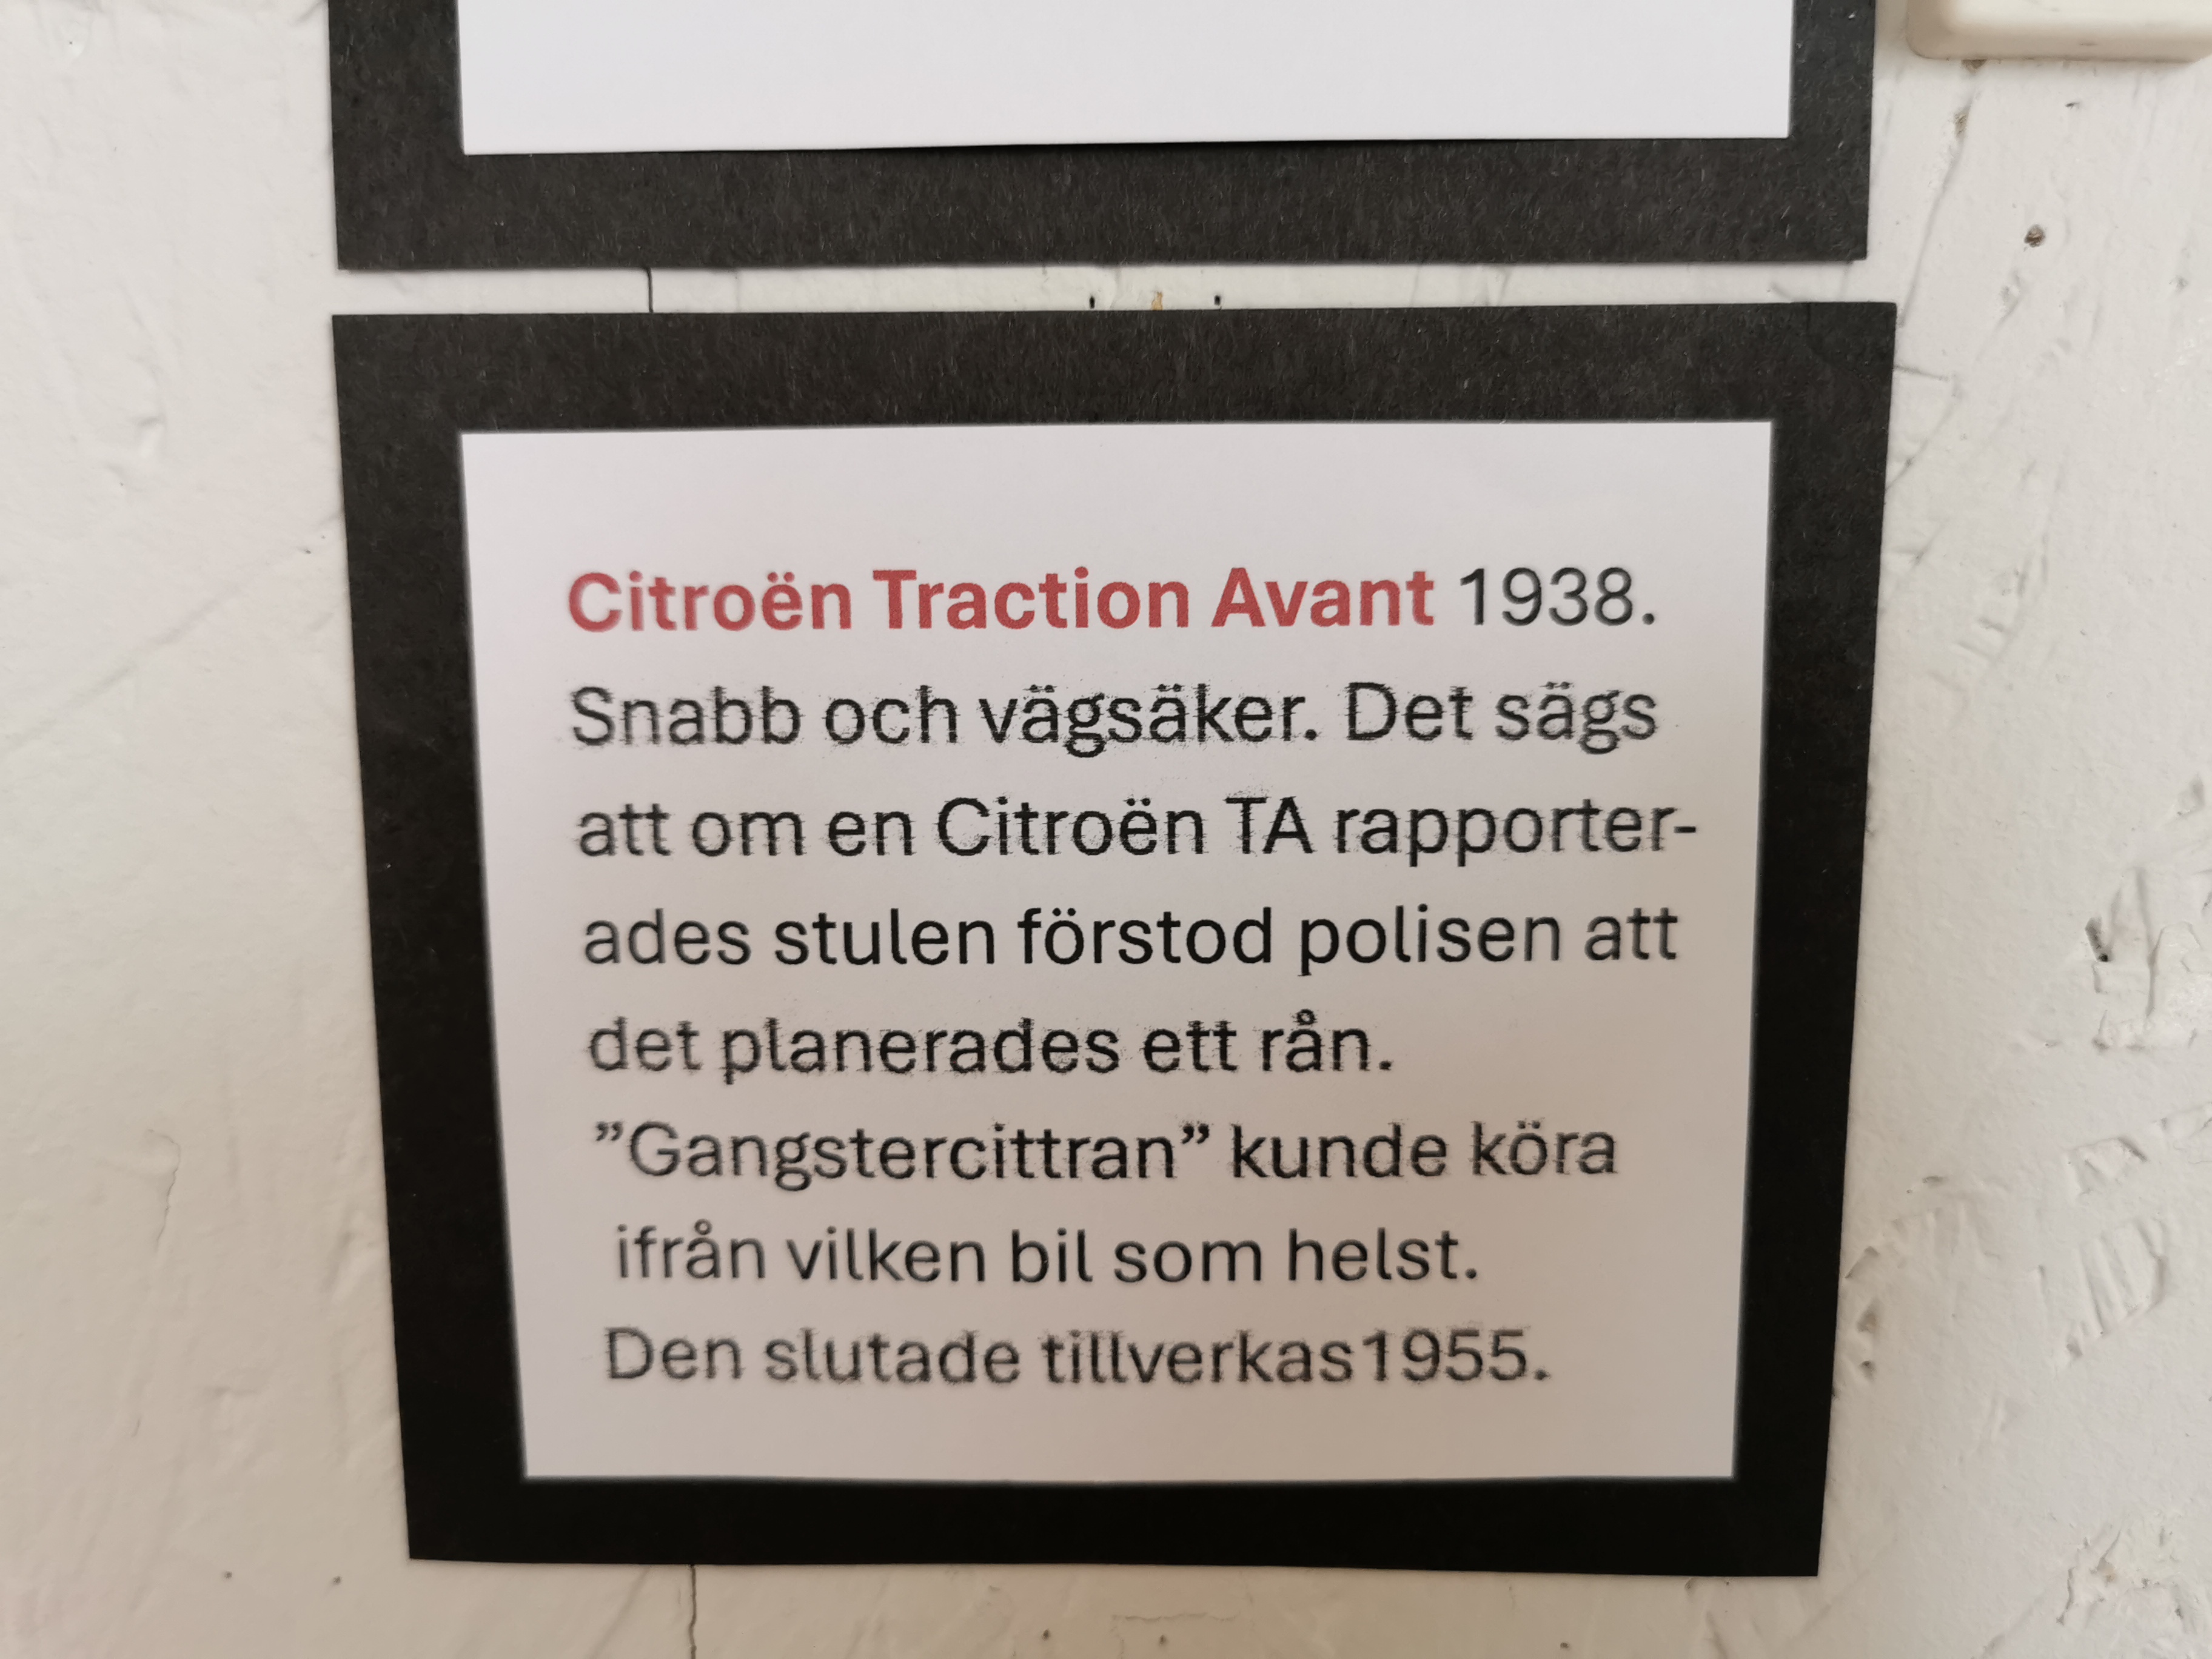 Citroën Traction Avant 1938.
Snabb och vägsäker. Det sägs
att om en Citroën TA rapporter-
ades stulen förstod polisen att
det planerades ett rån.
”Gangstercittran” kunde köra
ifrån vilken bil som helst.
Den slutade tillverkas1955.